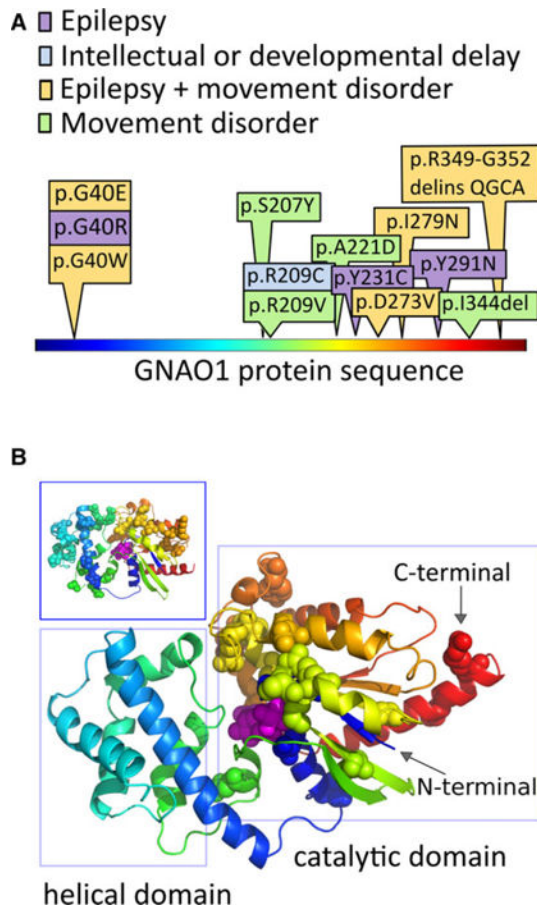 A
Epilepsy
Intellectual or developmental delay
Epilepsy + movement disorder
Movement disorder
p.G40E
p.G40R
p.G40W
p.S207Y
p.R209C
p.R209V
p.A221D
p.Y231C
p.D273V
p.I279N
p.Y291N
p.I344del
p.R349-G352
delins QGCA
GNAO1 protein sequence
B
C-terminal
N-terminal
catalytic domain
helical domain